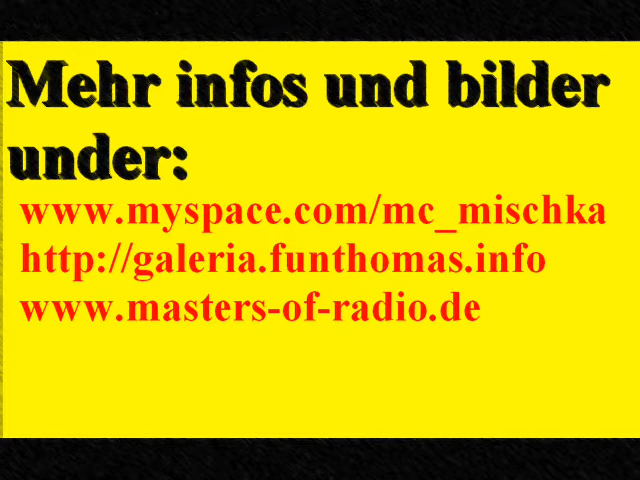 Mehr infos und bilder
under:
www.myspace.com/mc_mischka
http://galeria.funthomas.info
www.masters-of-radio.de